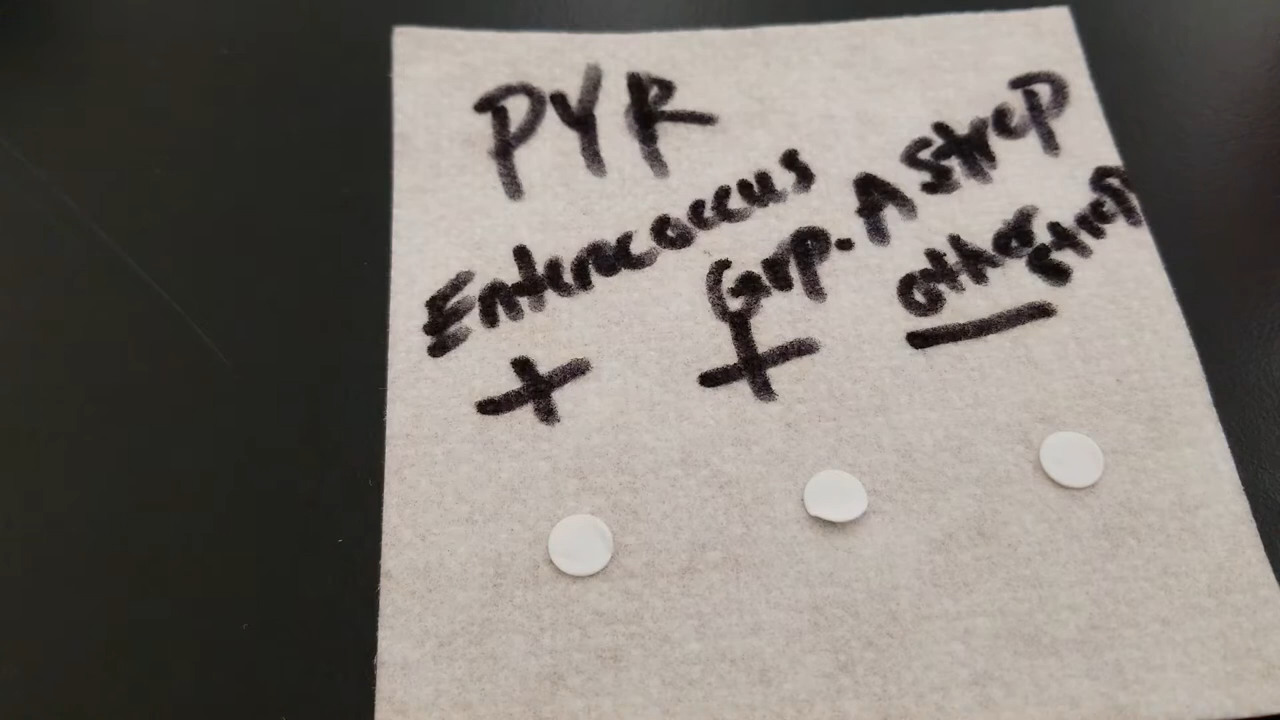 PYR
Enterococcus
+
Grp. A Strep
+
other
strep
—